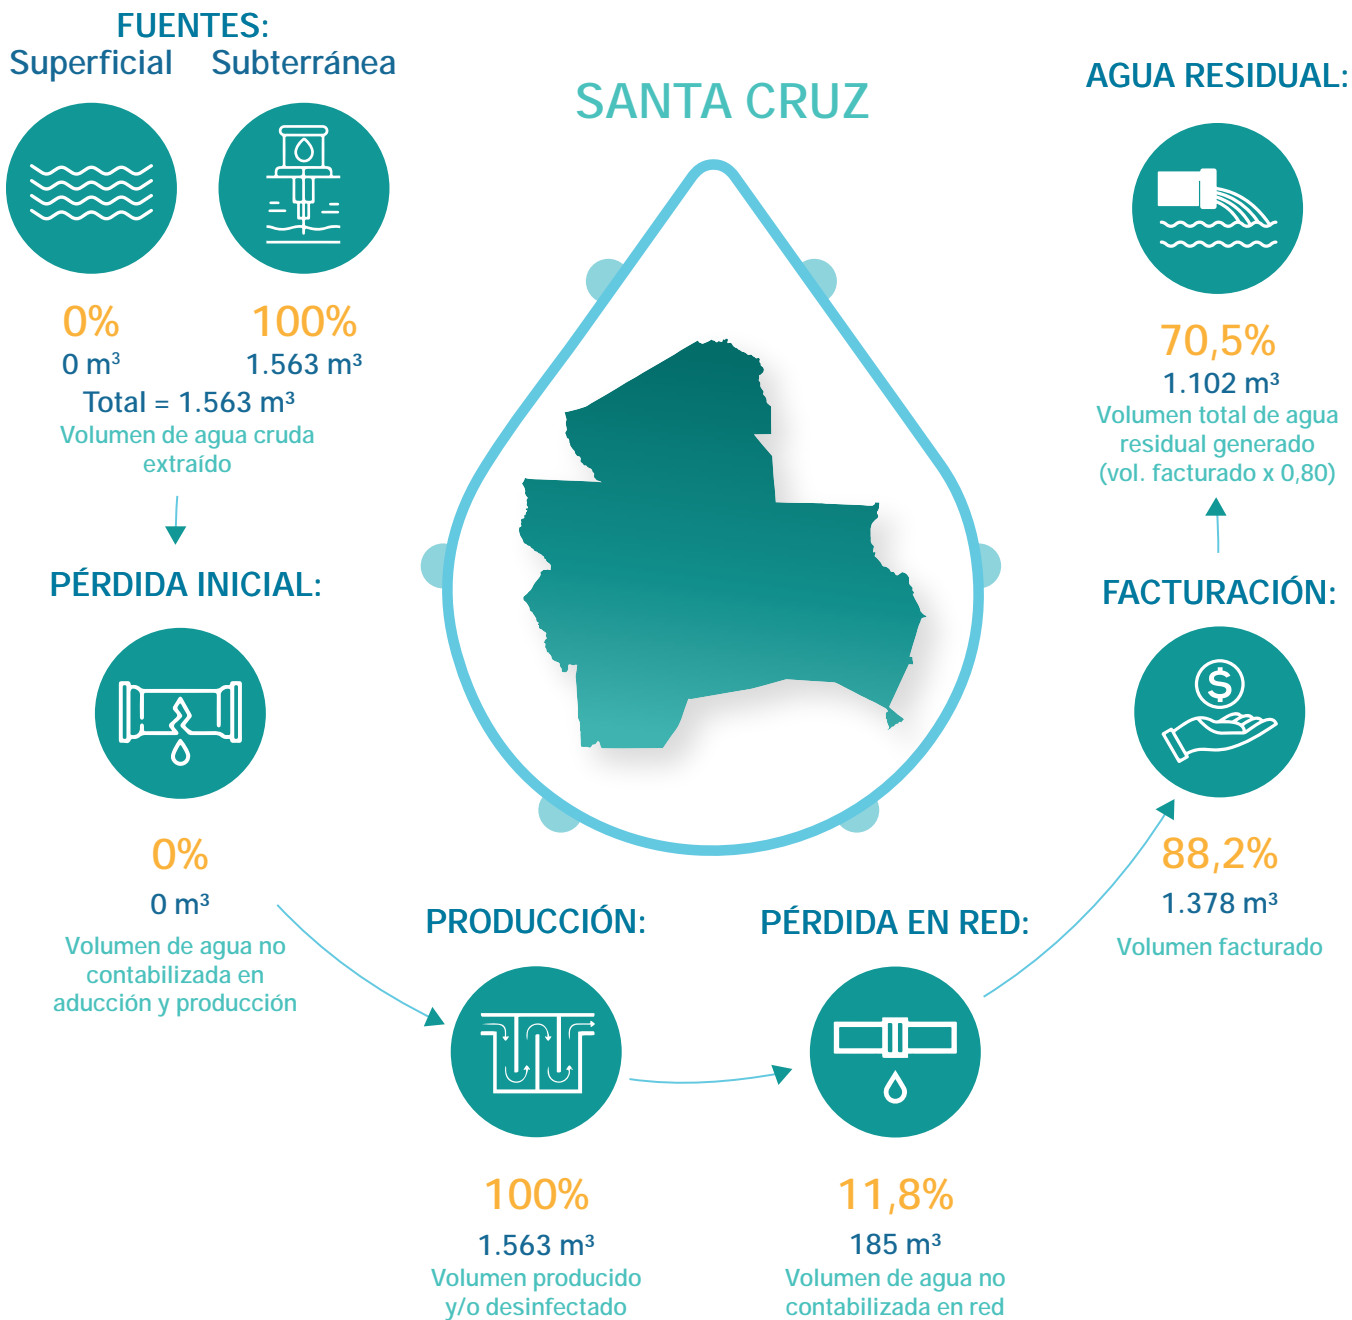 FUENTES:
Superficial
Subterránea
0%
0 m³
100%
1.563 m³
Total = 1.563 m³
Volumen de agua cruda
extraído
PÉRDIDA INICIAL:
0%
0 m³
Volumen de agua no
contabilizada en
aducción y producción
SANTA CRUZ
PRODUCCIÓN:
100%
1.563 m³
Volumen producido
y/o desinfectado
PÉRDIDA EN RED:
11,8%
185 m³
Volumen de agua no
contabilizada en red
FACTURACIÓN:
$
88,2%
1.378 m³
Volumen facturado
AGUA RESIDUAL:
70,5%
1.102 m³
Volumen total de agua
residual generado
(vol. facturado x 0,80)